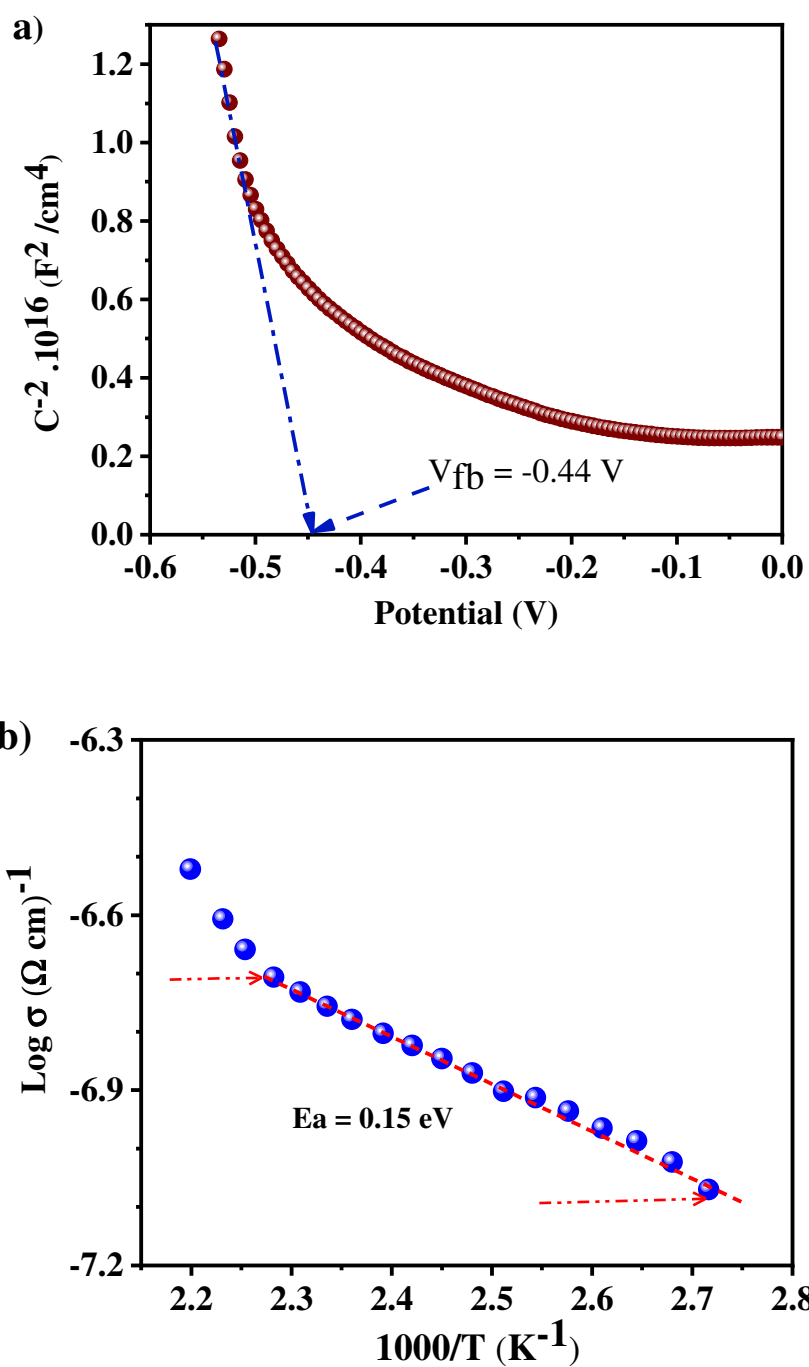 a)
1.2
1.0
0.8
0.6
0.4
0.2
0.0
C-2 .1016 (F2 /cm4)
Vfb = -0.44 V
-0.6 -0.5 -0.4 -0.3 -0.2 -0.1 0.0
Potential (V)
b)
-6.3
-6.6
-6.9
-7.2
Log σ (Ω cm)-1
Ea = 0.15 eV
2.2 2.3 2.4 2.5 2.6 2.7 2.8
1000/T (K-1)